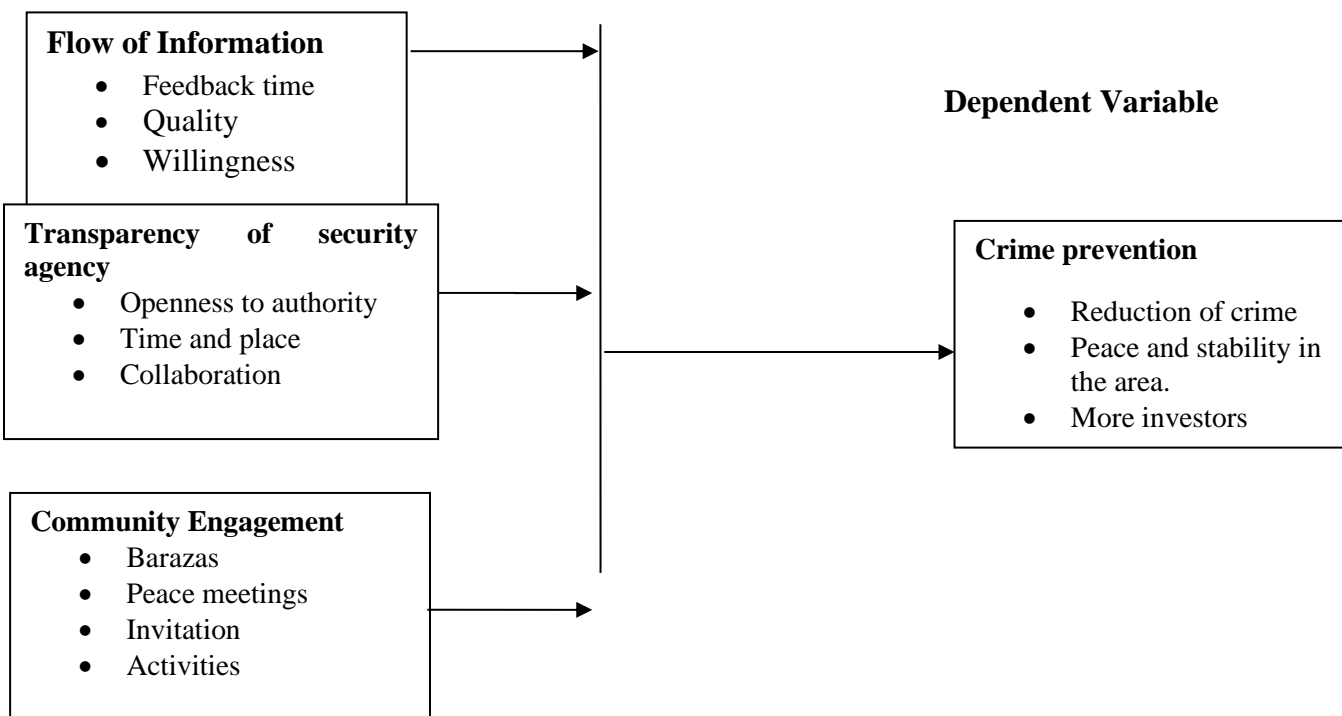 Flow of Information
• Feedback time
• Quality
• Willingness
Dependent Variable
Transparency of security
agency
• Openness to authority
• Time and place
• Collaboration
Crime prevention
• Reduction of crime
• Peace and stability in
the area.
• More investors
Community Engagement
• Barazas
• Peace meetings
• Invitation
• Activities